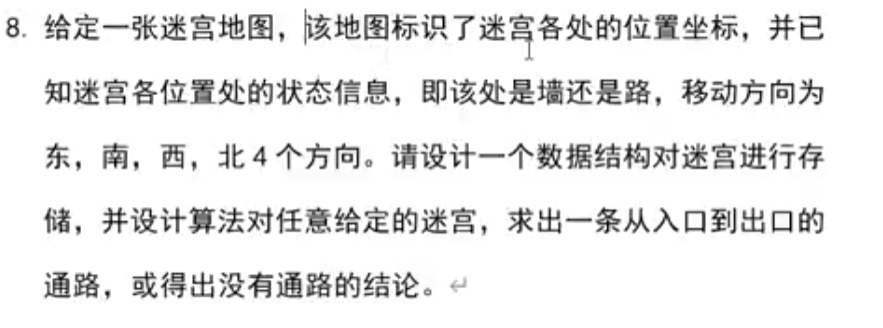 8. 给定一张迷宫地图，该地图标识了迷宫各处的位置坐标，并已
知迷宫各位置处的状态信息，即该处是墙还是路，移动方向为
东，南，西，北 4 个方向。请设计一个数据结构对迷宫进行存
储，并设计算法对任意给定的迷宫，求出一条从入口到出口的
通路，或得出没有通路的结论。